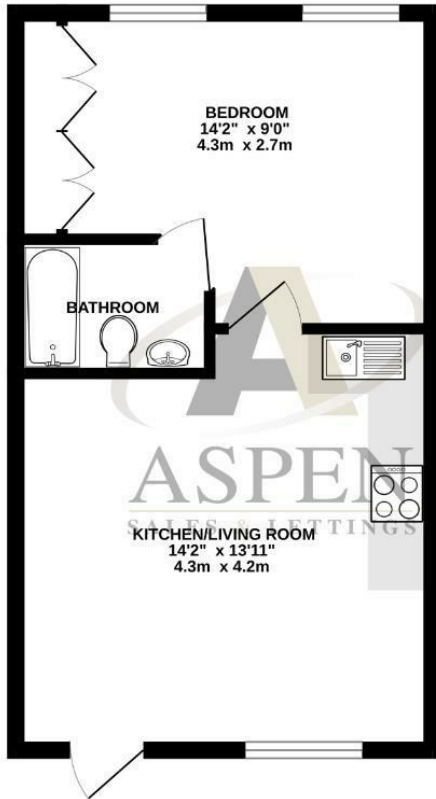 BEDROOM
14'2" x 9'0"
4.3m x 2.7m
BATHROOM
ASPEN
SALES & LETTINGS
KITCHEN/LIVING ROOM
14'2" x 13'11"
4.3m x 4.2m